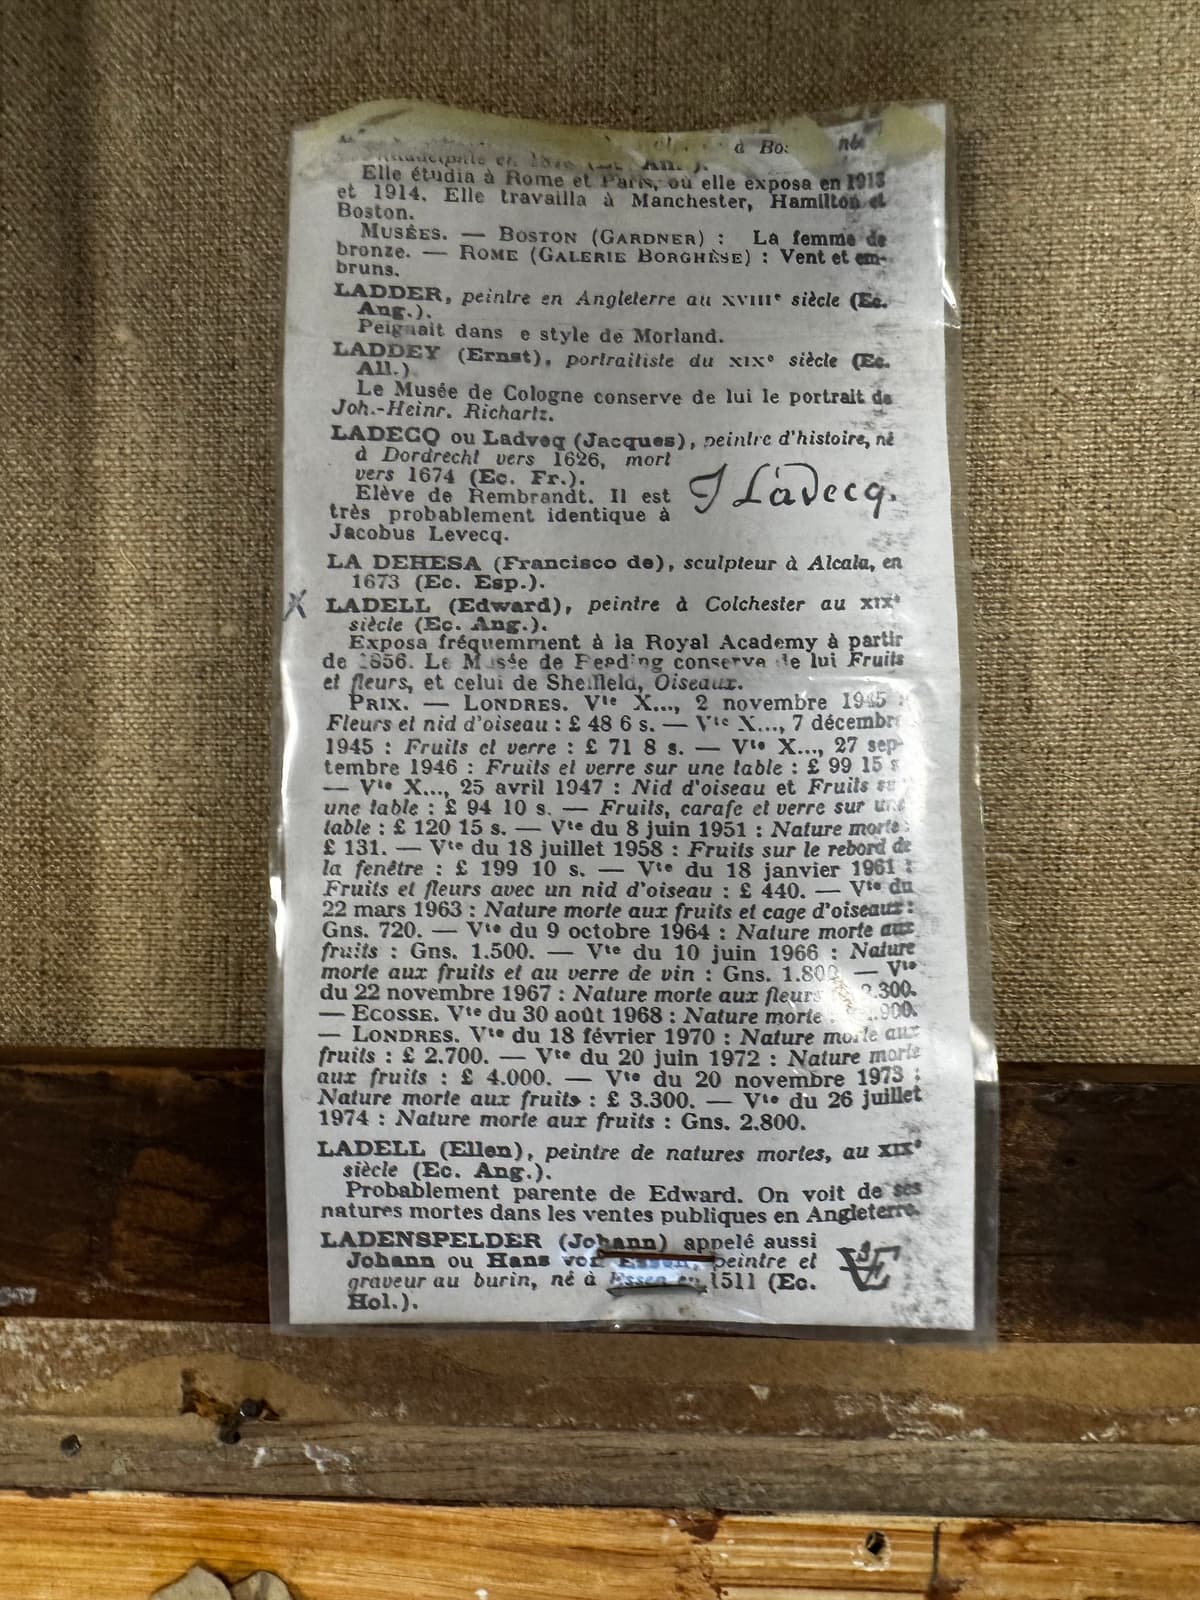 à Bo:
Elle étudia à Rome et Paris, où elle exposa en 1913
et 1914. Elle travailla à Manchester, Hamilton et
Boston.
MUSÉES. — BOSTON (GARDNER) : La femme de
bronze. — ROME (GALERIE BORGHÈSE) : Vent et em-
bruns.
LADDER, peintre en Angleterre au XVIIIe siècle (Ec.
Ang.).
Peignait dans e style de Morland.
LADDEY (Ernst), portraitiste du XIXe siècle (Ec.
All.)
Le Musée de Cologne conserve de lui le portrait de
Joh.-Heinr. Richartz.
LADECQ ou Ladveq (Jacques), peintre d'histoire, né
à Dordrecht vers 1626, mort
vers 1674 (Ec. Fr.).
Elève de Rembrandt. Il est
très probablement identique à
Jacobus Levecq.
J Ladecq.
LA DEHESA (Francisco de), sculpteur à Alcala, en
1673 (Ec. Esp.).
X LADELL (Edward), peintre à Colchester au XIXe
siècle (Ec. Ang.).
Exposa fréquemment à la Royal Academy à partir
de 1856. Le Musée de Reading conserve de lui Fruits
et fleurs, et celui de Sheffield, Oiseaux.
PRIX. — LONDRES. Vte X..., 2 novembre 1945 :
Fleurs et nid d'oiseau : £ 48 6 s. — Vte X..., 7 décembre
1945 : Fruits et verre : £ 71 8 s. — Vte X..., 27 sep-
tembre 1946 : Fruits et verre sur une table : £ 99 15 s
— Vte X..., 25 avril 1947 : Nid d'oiseau et Fruits sur
une table : £ 94 10 s. — Fruits, carafe et verre sur une
table : £ 120 15 s. — Vte du 8 juin 1951 : Nature morte :
£ 131. — Vte du 18 juillet 1958 : Fruits sur le rebord de
la fenêtre : £ 199 10 s. — Vte du 18 janvier 1961 :
Fruits et fleurs avec un nid d'oiseau : £ 440. — Vte du
22 mars 1963 : Nature morte aux fruits et cage d'oiseaux :
Gns. 720. — Vte du 9 octobre 1964 : Nature morte aux
fruits : Gns. 1.500. — Vte du 10 juin 1966 : Nature
morte aux fruits et au verre de vin : Gns. 1.800 — Vte
du 22 novembre 1967 : Nature morte aux fleurs
— ECOSSE. Vte du 30 août 1968 : Nature morte :
— LONDRES. Vte du 18 février 1970 : Nature morte aux
fruits : £ 2.700. — Vte du 20 juin 1972 : Nature morte
aux fruits : £ 4.000. — Vte du 20 novembre 1973 :
Nature morte aux fruits : £ 3.300. — Vte du 26 juillet
1974 : Nature morte aux fruits : Gns. 2.800.
LADELL (Ellen), peintre de natures mortes, au XIXe
siècle (Ec. Ang.).
Probablement parente de Edward. On voit de ses
natures mortes dans les ventes publiques en Angleterre.
LADENSPELDER (Johann) appelé aussi
Johann ou Hans von Essen, peintre et
graveur au burin, né à Essen en 1511 (Ec.
Hol.).